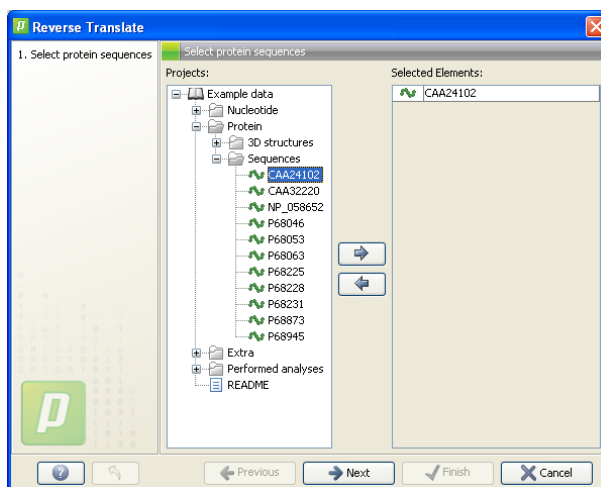 Reverse Translate
1. Select protein sequences
Select protein sequences
Projects:
Example data
Nucleotide
Protein
3D structures
Sequences
CAA24102
CAA32220
NP_058652
P68046
P68053
P68063
P68225
P68228
P68231
P68873
P68945
Extra
Performed analyses
README
Selected Elements:
CAA24102
Previous
Next
Finish
Cancel